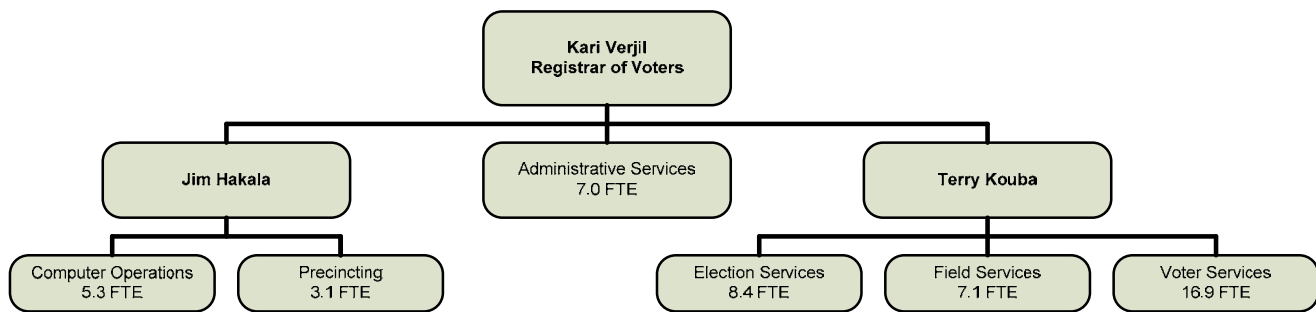 Kari Verjil
Registrar of Voters
Jim Hakala
Administrative Services
7.0 FTE
Terry Kouba
Computer Operations
5.3 FTE
Precincting
3.1 FTE
Election Services
8.4 FTE
Field Services
7.1 FTE
Voter Services
16.9 FTE